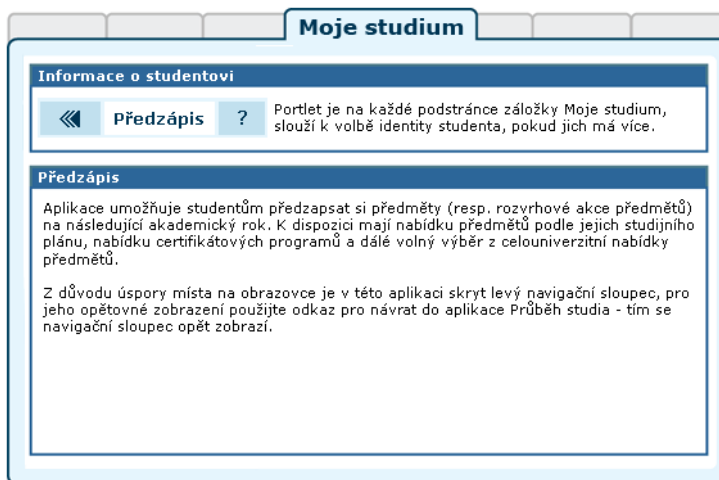 Moje studium
Informace o studentovi
Předzápis
?
Portlet je na každé podstránce záložky Moje studium,
slouží k volbě identity studenta, pokud jich má více.
Předzápis
Aplikace umožňuje studentům předzapsat si předměty (resp. rozvrhové akce předmětů)
na následující akademický rok. K dispozici mají nabídku předmětů podle jejich studijního
plánu, nabídku certifikátových programů a dálé volný výběr z celouniverzitní nabídky
předmětů.
Z důvodu úspory místa na obrazovce je v této aplikaci skryt levý navigační sloupec, pro
jeho opětovné zobrazení použijte odkaz pro návrat do aplikace Průběh studia - tím se
navigační sloupec opět zobrazí.